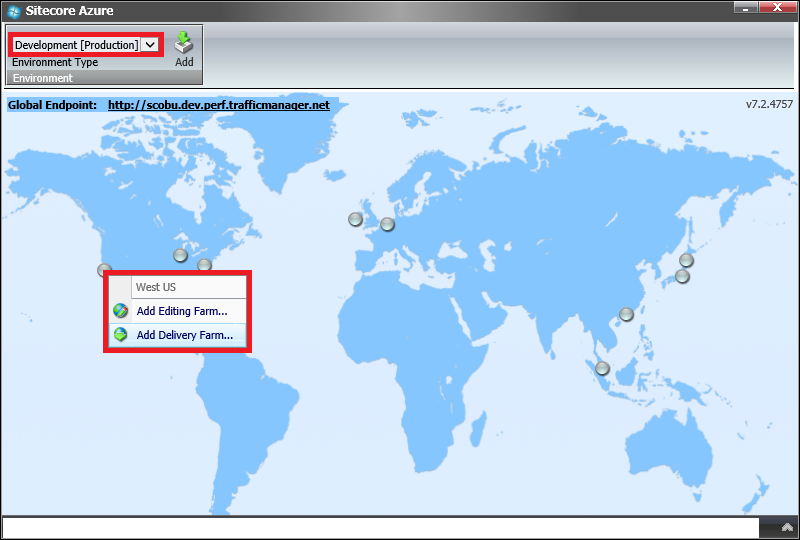 Sitecore Azure
Development [Production]
Environment Type
Add
Environment
Global Endpoint: http://scobu.dev.perf.trafficmanager.net
v7.2.4757
West US
Add Editing Farm...
Add Delivery Farm...